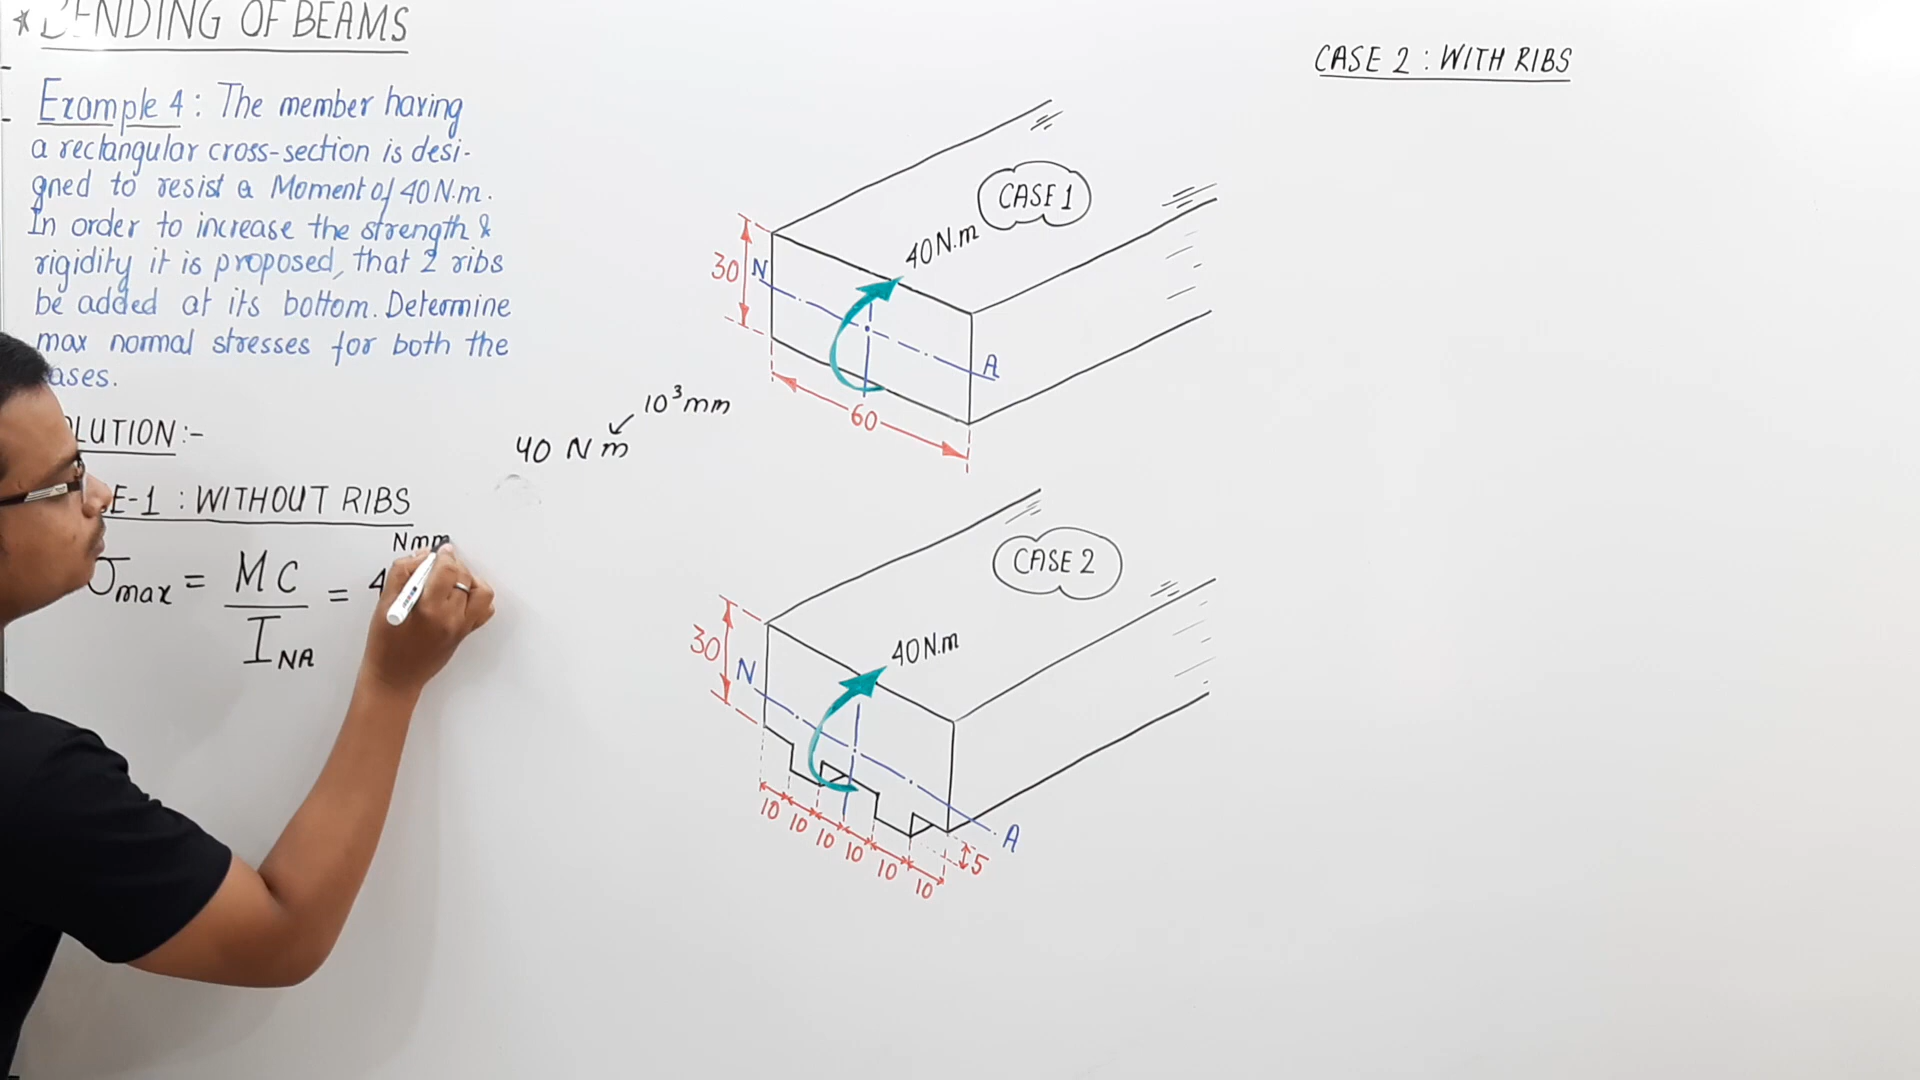 * BENDING OF BEAMS
Example 4 : The member having
a rectangular cross-section is desi-
gned to resist a Moment of 40 N.m.
In order to increase the strength &
rigidity it is proposed, that 2 ribs
be added at its bottom. Determine
max normal stresses for both the
ases.
LUTION :-
E-1 : WITHOUT RIBS
σmax = MC / INA = 4
Nmm
40 N m
10³mm
CASE 1
40 N.m
30
N
A
60
CASE 2
40 N.m
30
N
A
10 10 10 10 10 10
5
CASE 2 : WITH RIBS